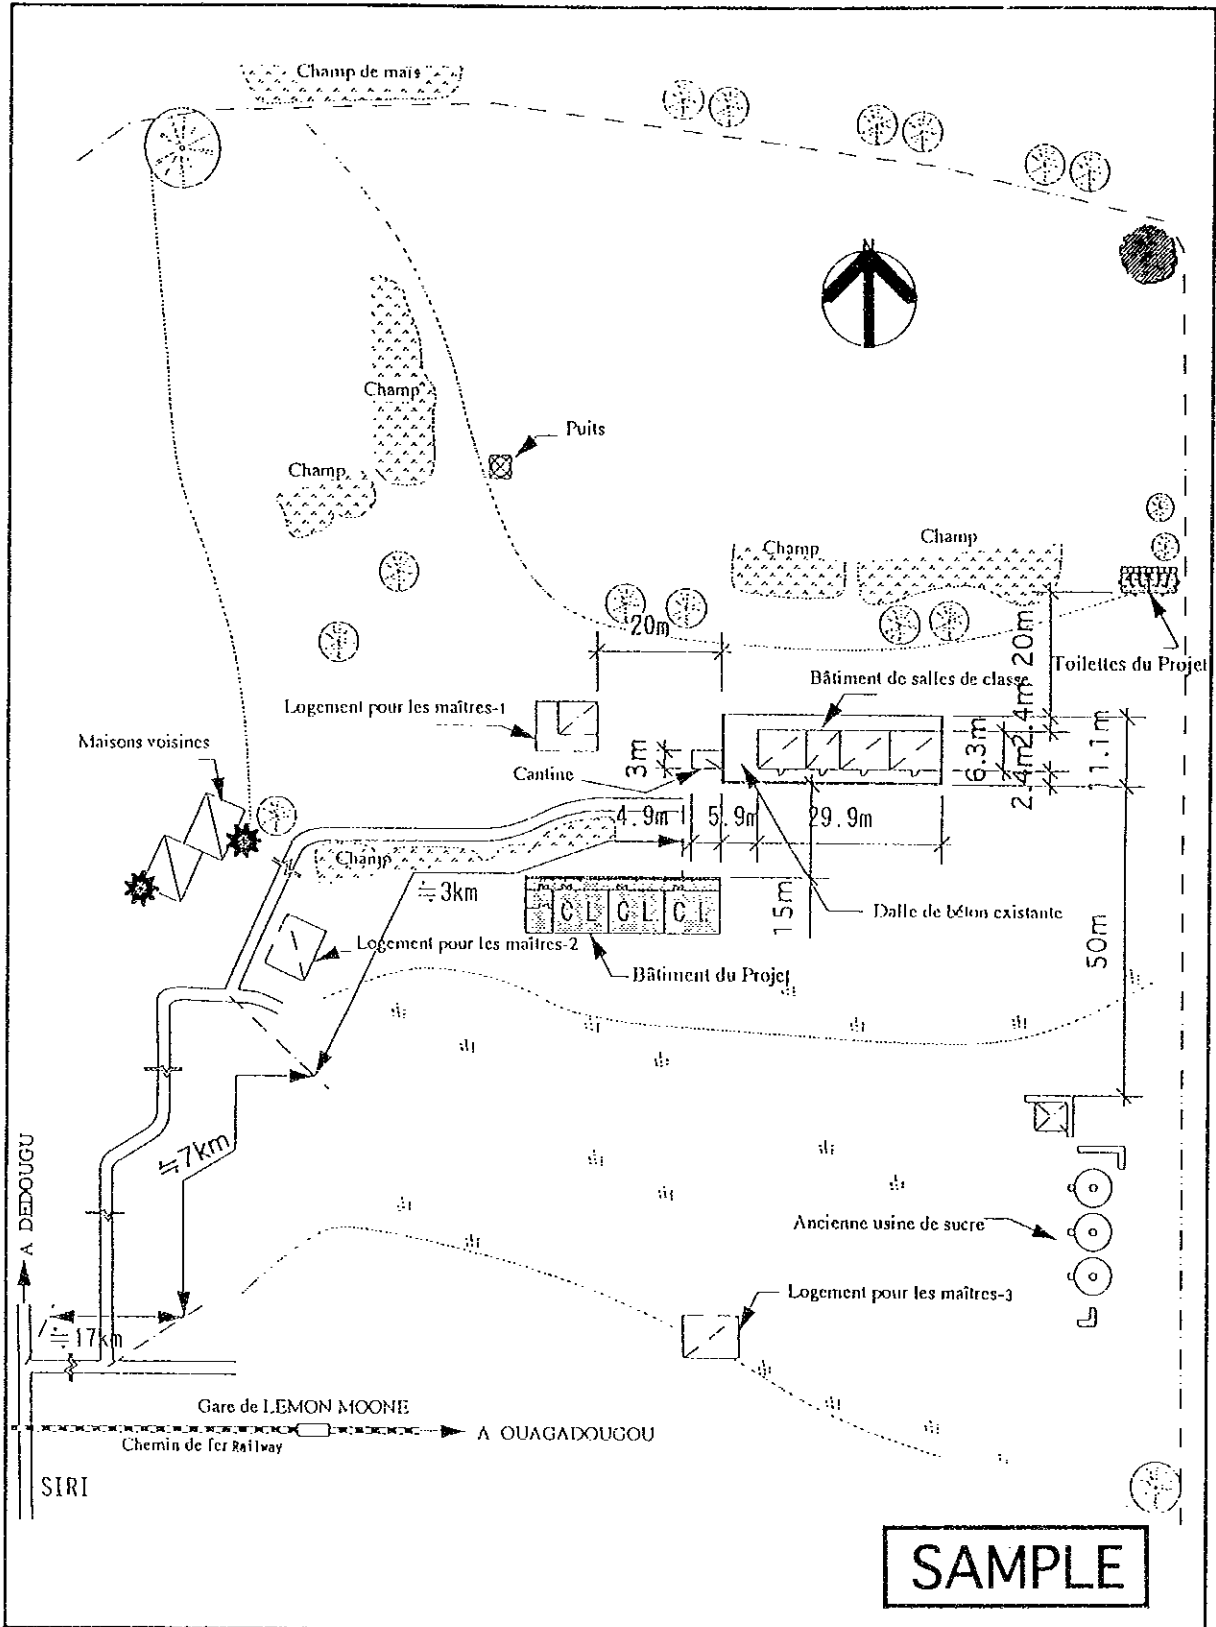 Champ de maïs
N
Champ
Puits
Champ
Champ
Champ
20m
20m
Toilettes du Projet
Bâtiment de salles de classe
Logement pour les maîtres-1
Maisons voisines
3m
6.3m
2.4m
2.4m
11.1m
Cantine
4.9m
5.9m
29.9m
Champ
≒3km
C L
C L
C L
15m
Dalle de béton existante
Logement pour les maîtres-2
Bâtiment du Projet
50m
≒7km
A DEDOUGU
Ancienne usine de sucre
Logement pour les maîtres-3
≒17km
Gare de LEMON MOONE
A OUAGADOUGOU
Chemin de fer Railway
SIRI
SAMPLE